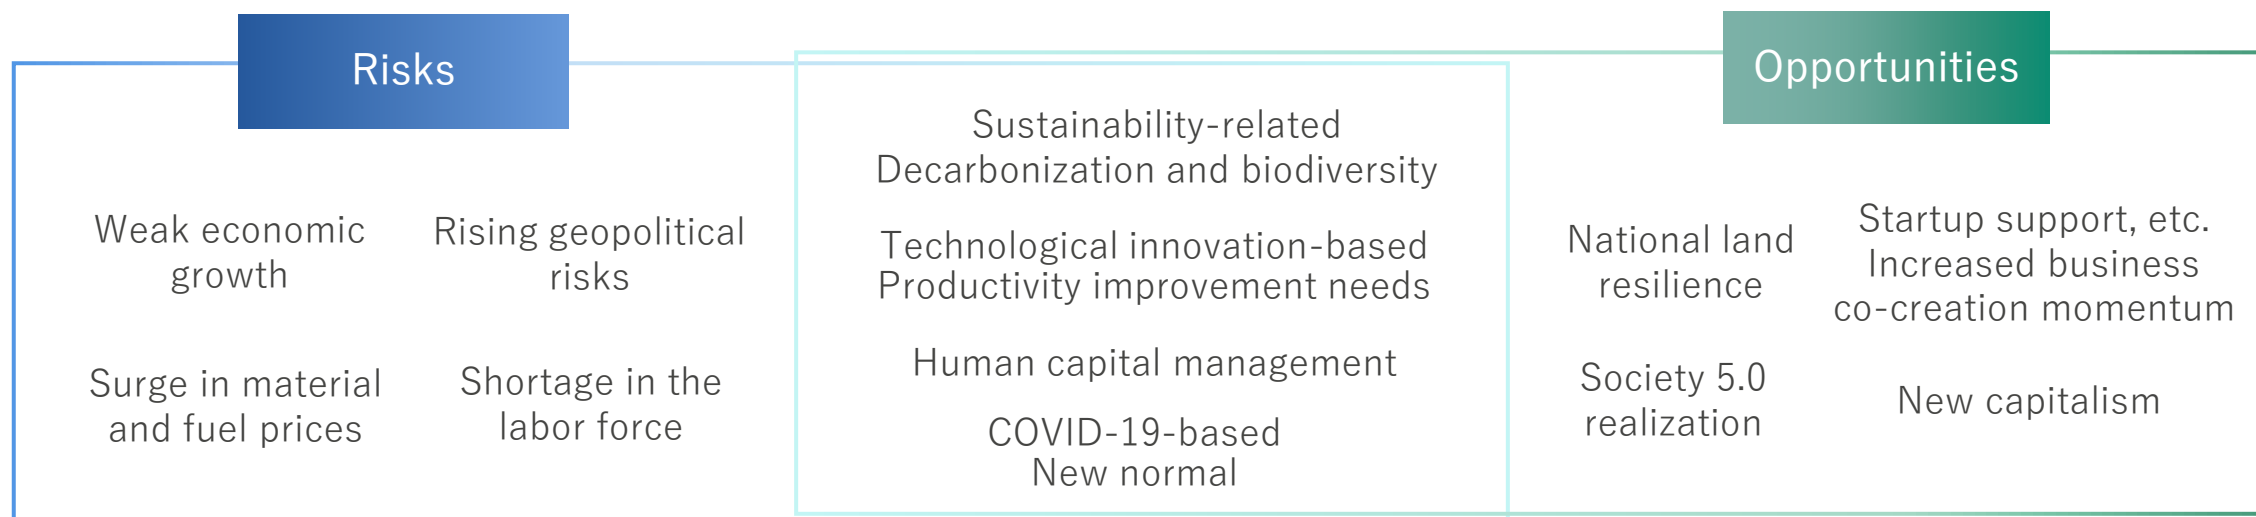 Risks
Opportunities
Weak economic
growth
Rising geopolitical
risks
Surge in material
and fuel prices
Shortage in the
labor force
Sustainability-related
Decarbonization and biodiversity
Technological innovation-based
Productivity improvement needs
Human capital management
COVID-19-based
New normal
National land
resilience
Startup support, etc.
Increased business
co-creation momentum
Society 5.0
realization
New capitalism